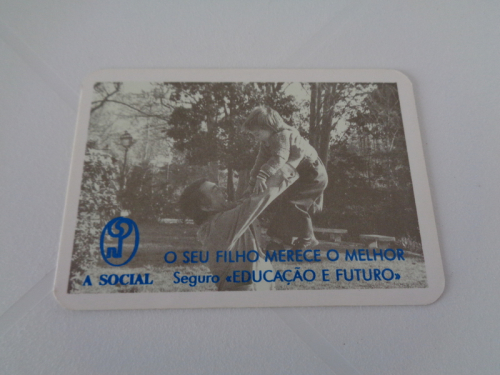 O SEU FILHO MERECE O MELHOR
A SOCIAL
Seguro «EDUCAÇÃO E FUTURO»